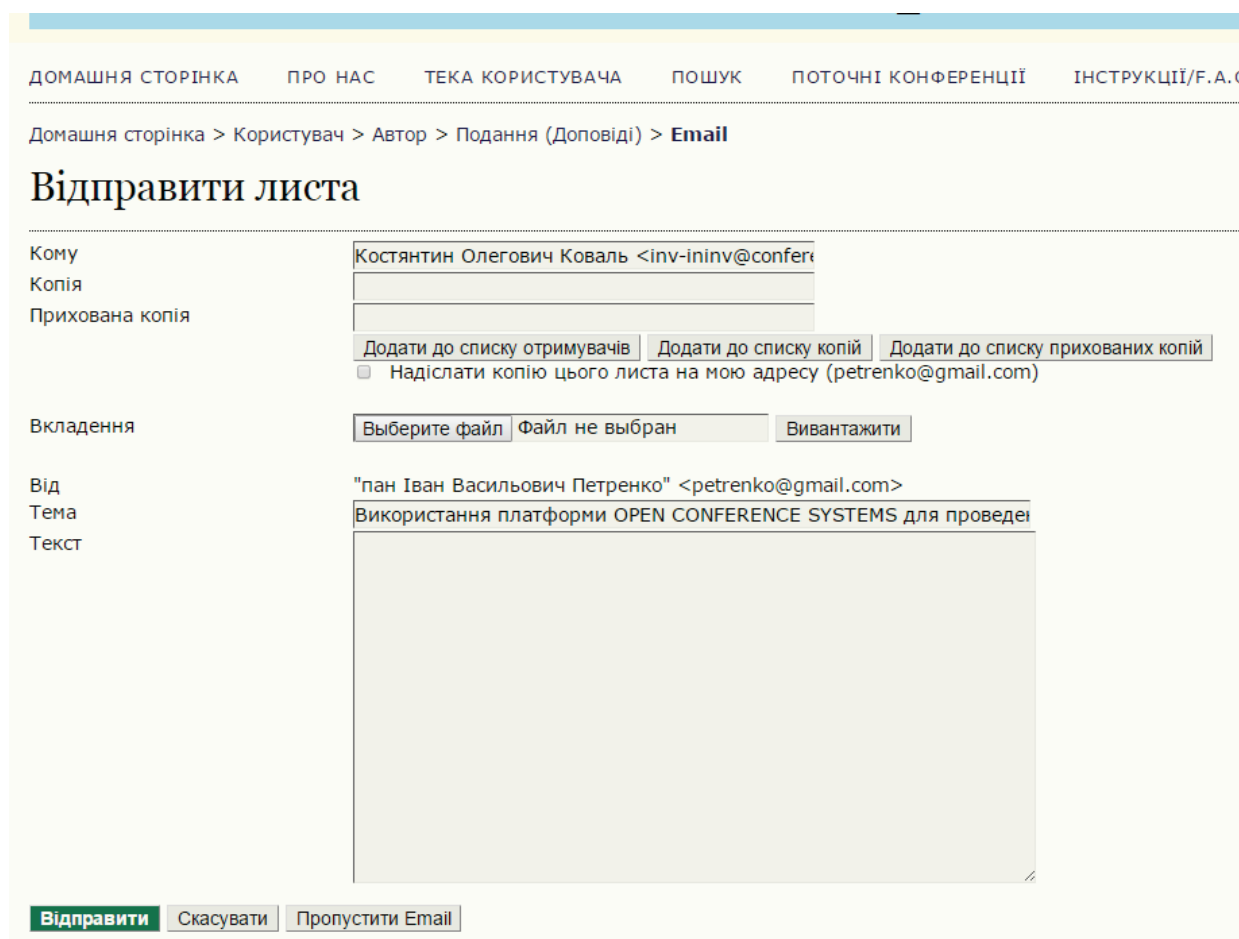 ДОМАШНЯ СТОРІНКА ПРО НАС ТЕКА КОРИСТУВАЧА ПОШУК ПОТОЧНІ КОНФЕРЕНЦІЇ ІНСТРУКЦІЇ/F.A.
Домашня сторінка > Користувач > Автор > Подання (Доповіді) > Email
Відправити листа
Кому Костянтин Олегович Коваль <inv-ininv@confere
Копія
Прихована копія
Додати до списку отримувачів Додати до списку копій Додати до списку прихованих копій
Надіслати копію цього листа на мою адресу (petrenko@gmail.com)
Вкладення Выберите файл Файл не выбран Вивантажити
Від "пан Іван Васильович Петренко" <petrenko@gmail.com>
Тема Використання платформи OPEN CONFERENCE SYSTEMS для проведен
Текст
Відправити Скасувати Пропустити Email